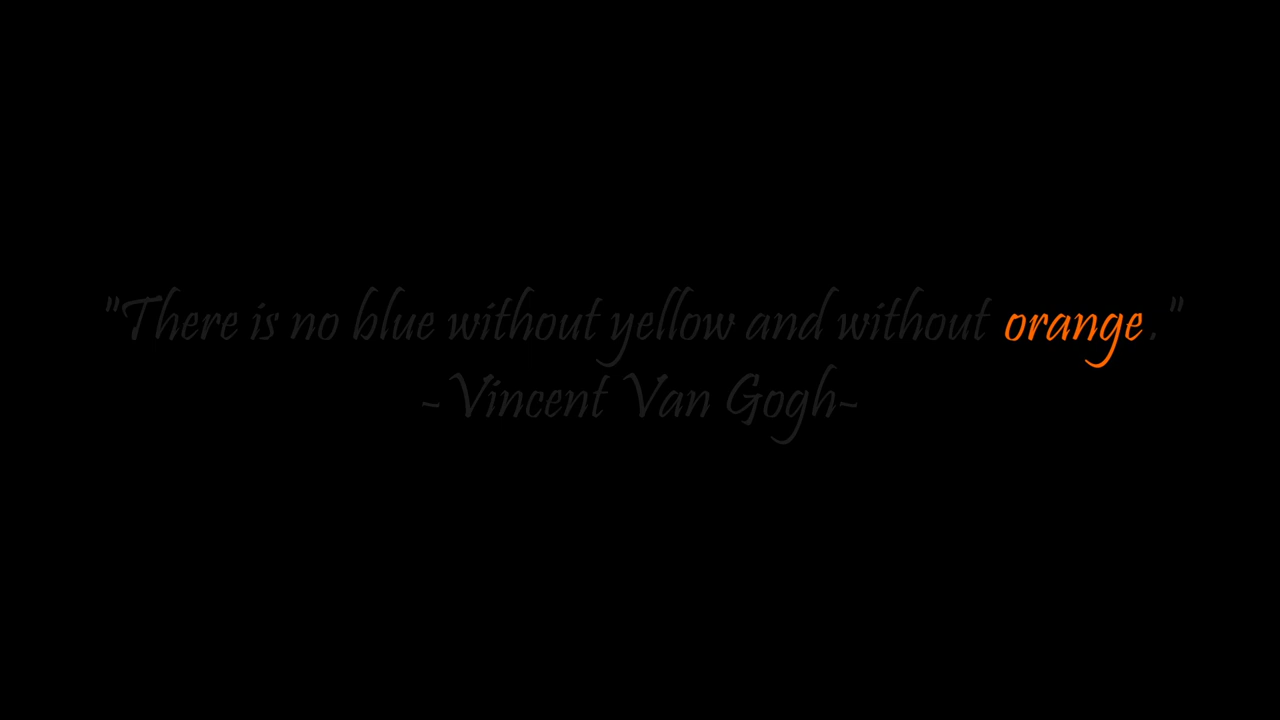 "There is no blue without yellow and without orange."
~Vincent Van Gogh~